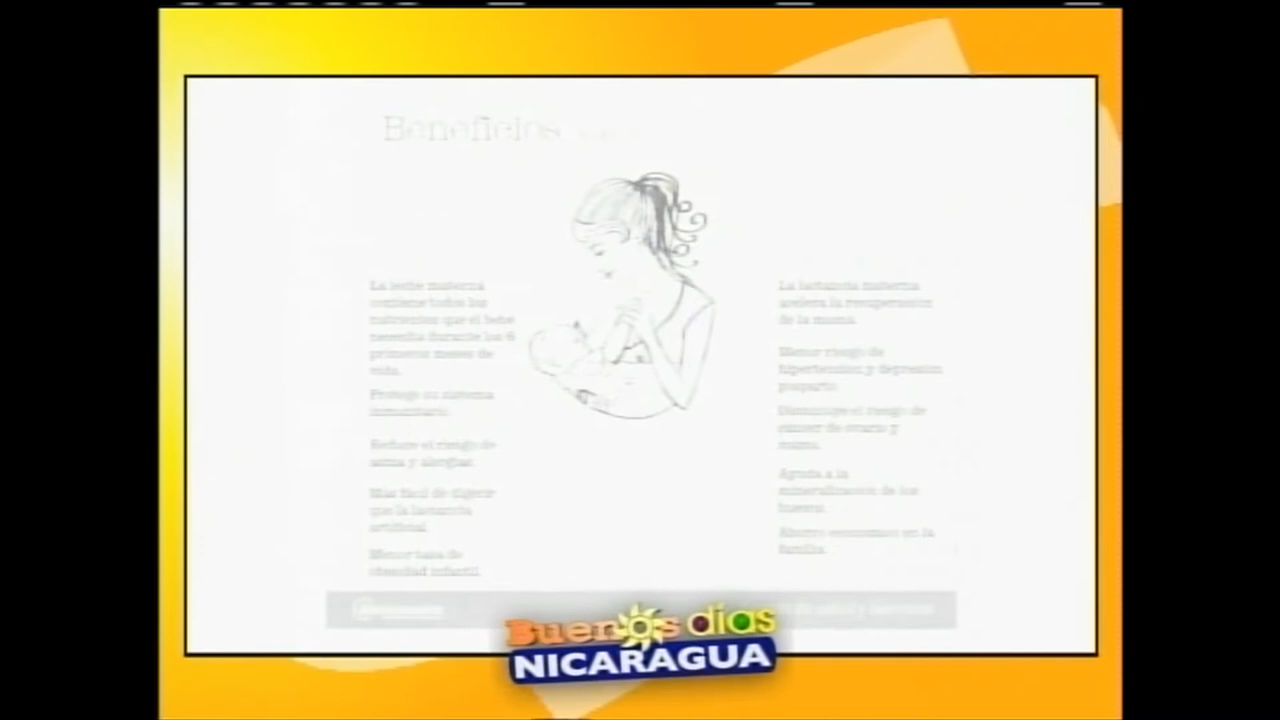 Beneficios
La leche materna
contiene todos los
nutrientes que el bebé
necesita durante los 6
primeros meses de
vida.
Protege su sistema
inmunitario.
Reduce el riesgo de
asma y alergias.
Más fácil de digerir
que la lactancia
artificial.
Menor tasa de
obesidad infantil.
La lactancia materna
acelera la recuperación
de la mamá.
Menor riesgo de
hipertensión y depresión
posparto.
Disminuye el riesgo de
cáncer de ovario y
mama.
Ayuda a la
mineralización de los
huesos.
Ahorro económico en la
familia.
Buenos días
NICARAGUA